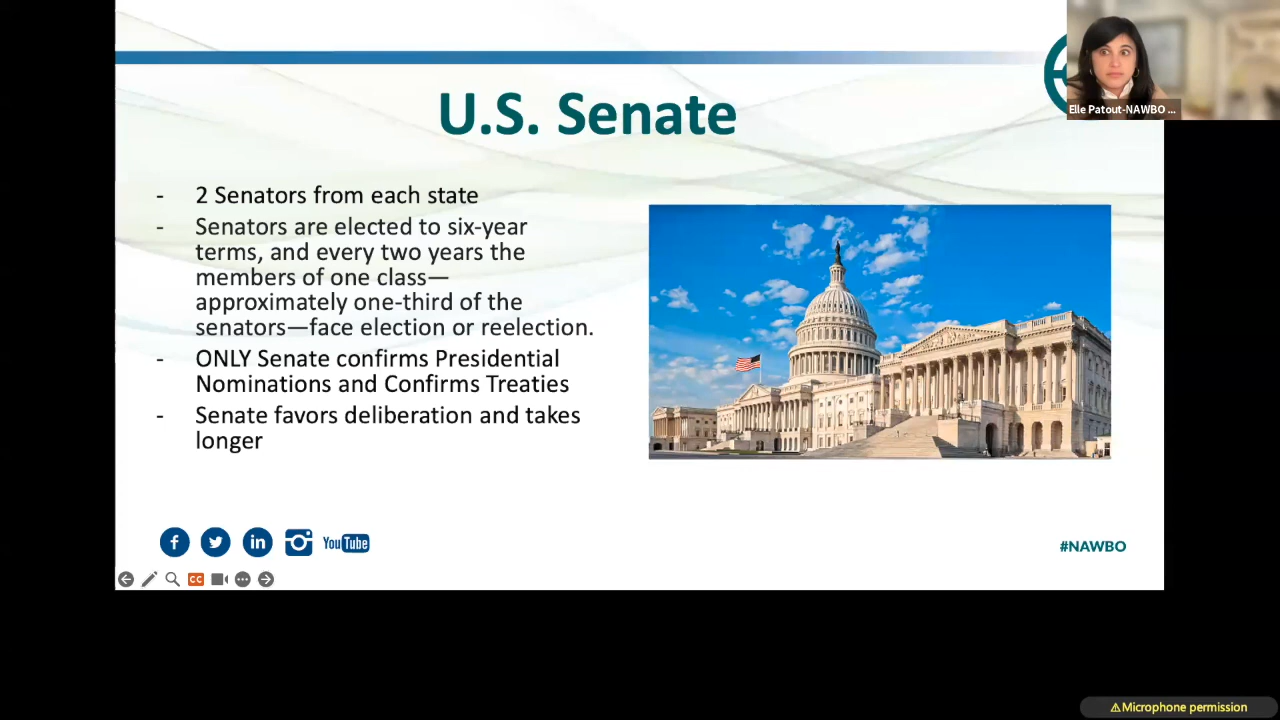 U.S. Senate
Elle Patout-NAWBO ...
- 2 Senators from each state
- Senators are elected to six-year
terms, and every two years the
members of one class—
approximately one-third of the
senators—face election or reelection.
- ONLY Senate confirms Presidential
Nominations and Confirms Treaties
- Senate favors deliberation and takes
longer
f
in
You Tube
#NAWBO
CC
⚠Microphone permission